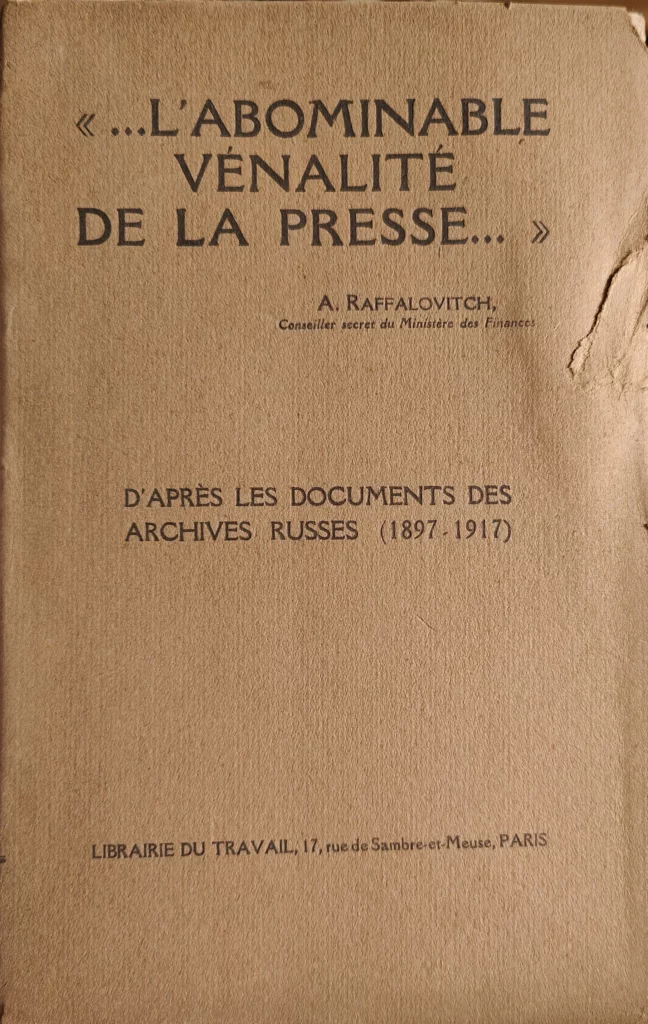 « ...L'ABOMINABLE
VÉNALITÉ
DE LA PRESSE... »
A. RAFFALOVITCH,
Conseiller secret du Ministère des Finances
D'APRÈS LES DOCUMENTS DES
ARCHIVES RUSSES (1897-1917)
LIBRAIRIE DU TRAVAIL, 17, rue de Sambre-et-Meuse, PARIS